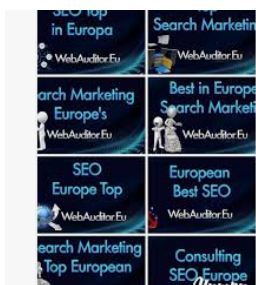 SEO Top
in Europa
WebAuditor.Eu
Top
Search Marketin
WebAuditor.Eu
arch Marketing
Europe's
WebAuditor.Eu
Best in Europe
Search Marketi
WebAuditor.Eu
SEO
Europe Top
WebAuditor.Eu
European
Best SEO
WebAuditor.Eu
earch Marketing
Top European
Consulting
SEO Europe